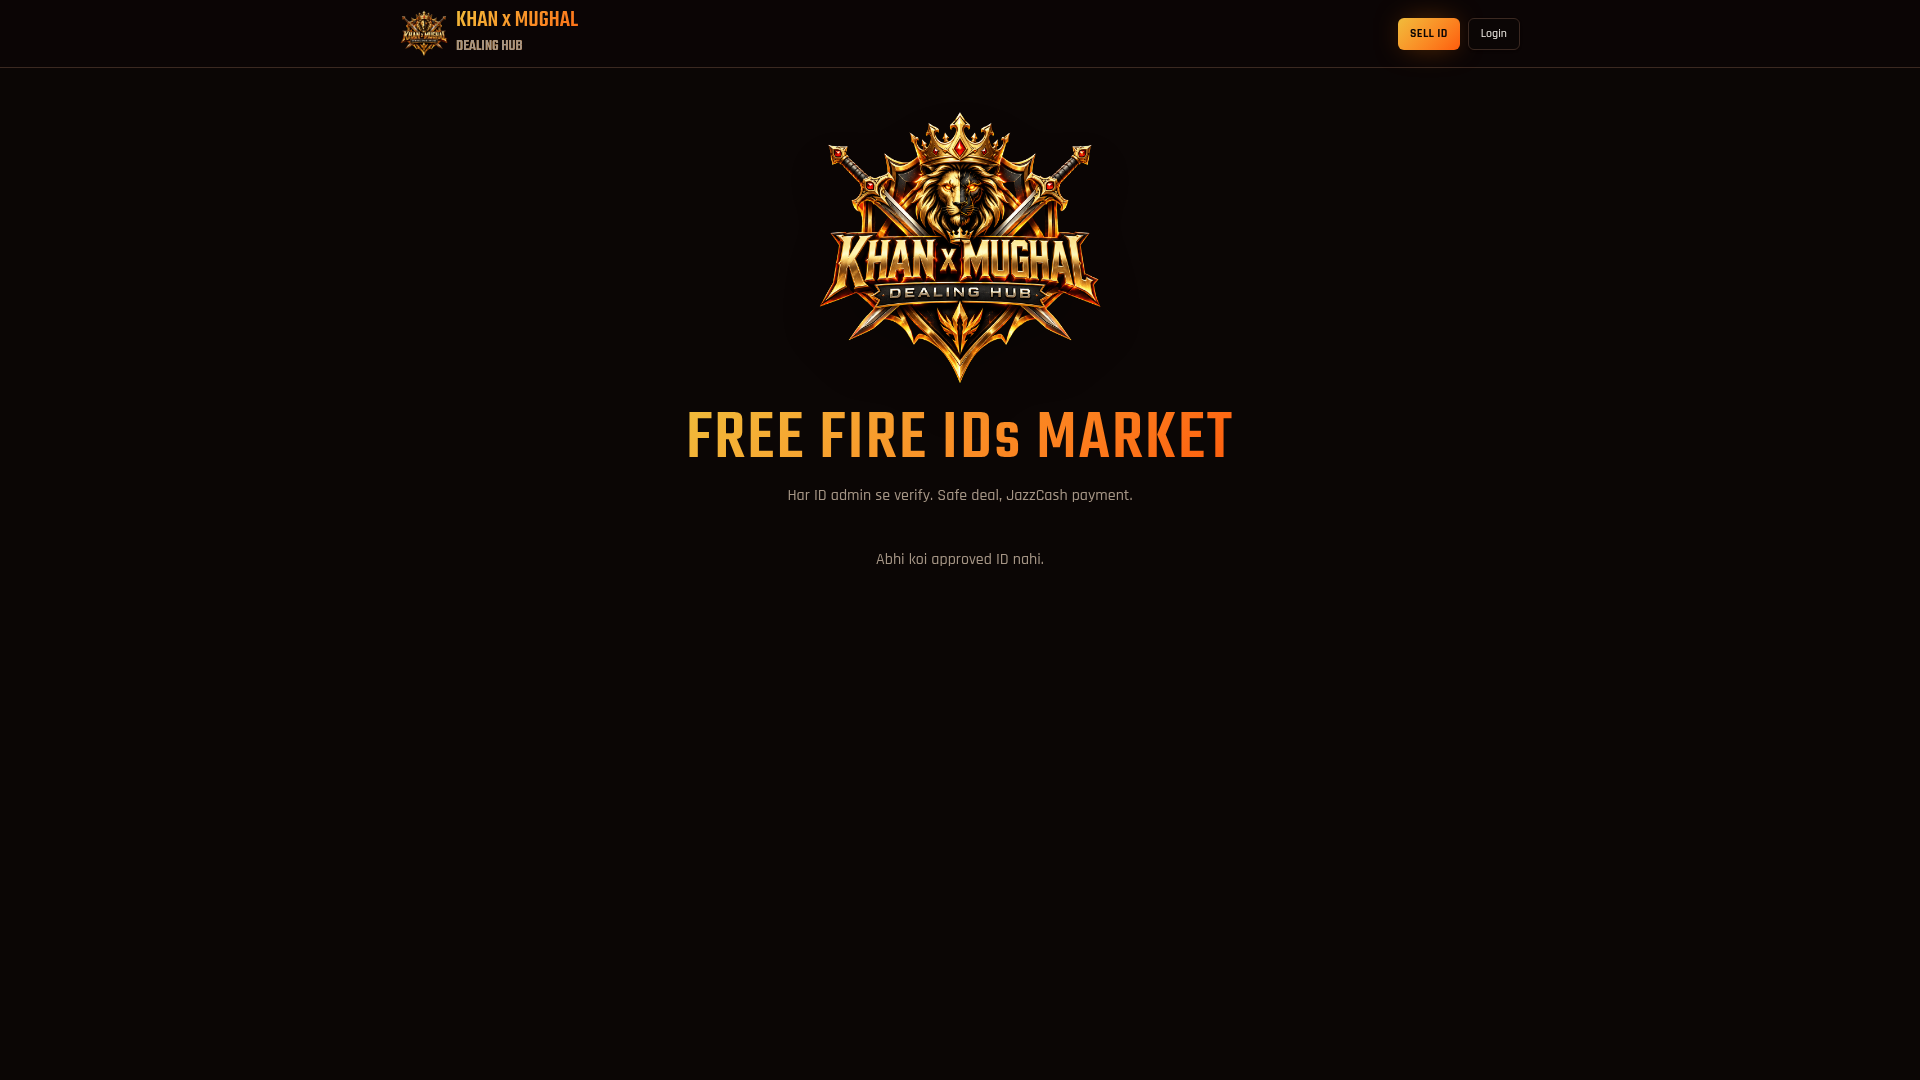 KHAN x MUGHAL
DEALING HUB
SELL ID
Login
KHAN x MUGHAL
DEALING HUB
FREE FIRE IDs MARKET
Har ID admin se verify. Safe deal, JazzCash payment.
Abhi koi approved ID nahi.